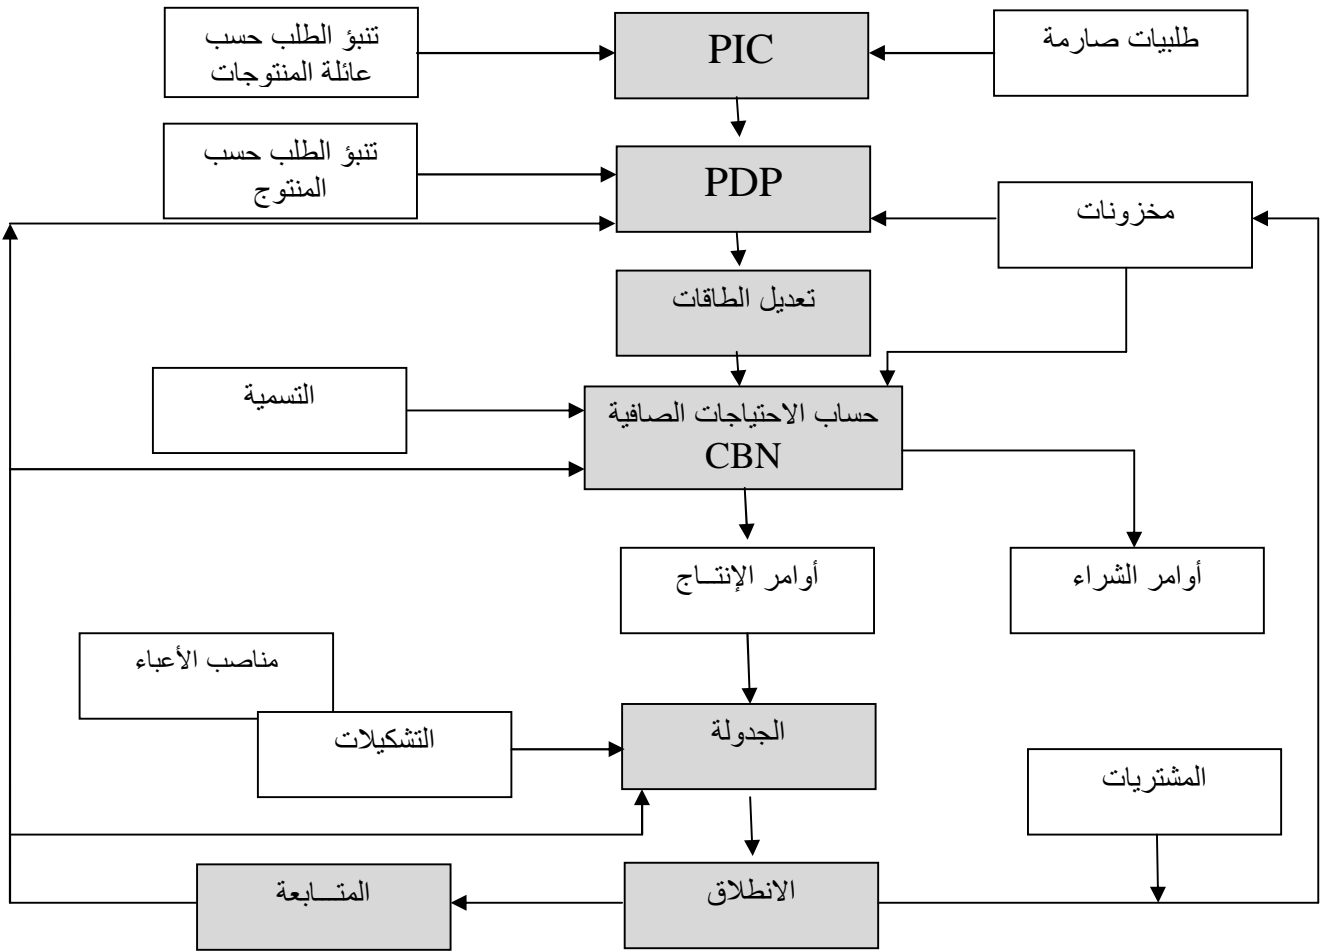 طلبيات صارمة
PIC
تنبؤ الطلب حسب
عائلة المنتوجات
تنبؤ الطلب حسب
المنتوج
PDP
مخزونات
تعديل الطاقات
التسمية
حساب الاحتياجات الصافية
CBN
أوامر الإنتــاج
أوامر الشراء
مناصب الأعباء
التشكيلات
الجدولة
المشتريات
الانطلاق
المتـــابعة